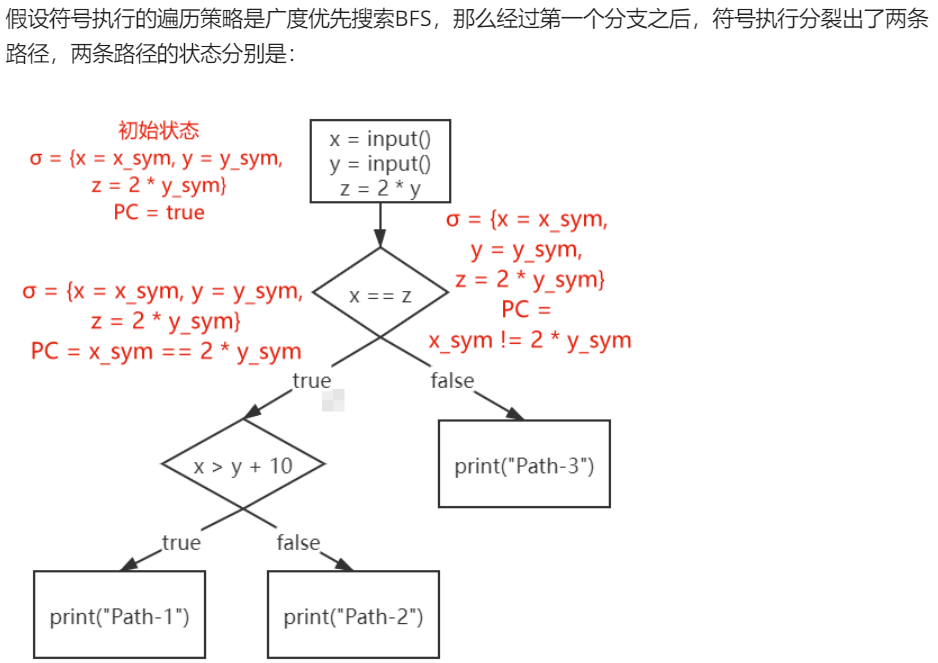 假设符号执行的遍历策略是广度优先搜索BFS，那么经过第一个分支之后，符号执行分裂出了两条
路径，两条路径的状态分别是：
初始状态
σ = {x = x_sym, y = y_sym,
z = 2 * y_sym}
PC = true
x = input()
y = input()
z = 2 * y
σ = {x = x_sym,
y = y_sym,
z = 2 * y_sym}
PC =
x_sym != 2 * y_sym
σ = {x = x_sym, y = y_sym,
z = 2 * y_sym}
PC = x_sym == 2 * y_sym
x == z
true
false
x > y + 10
print("Path-3")
true
false
print("Path-1")
print("Path-2")